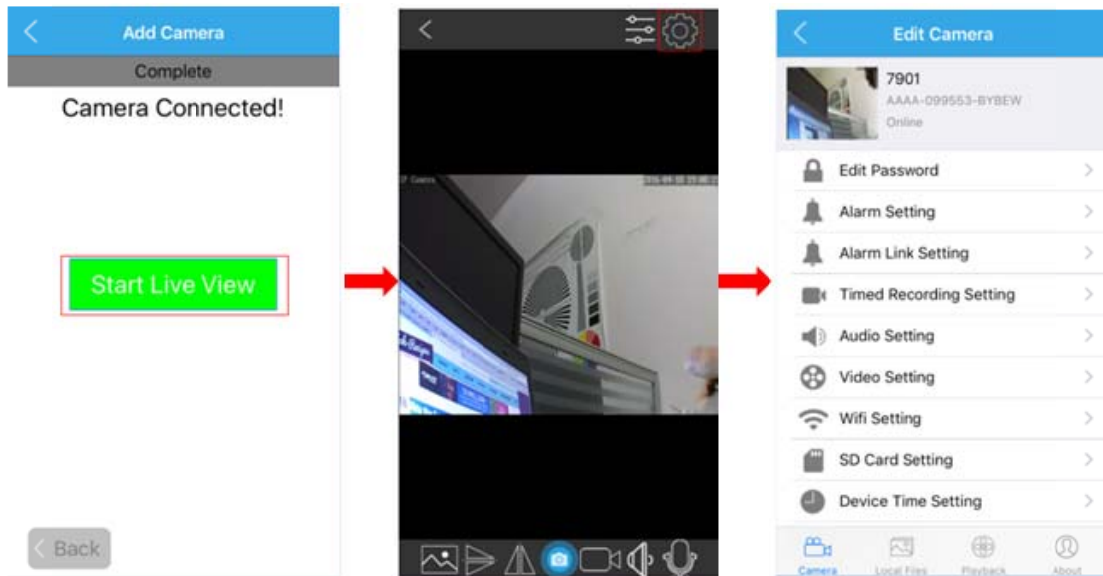 Add Camera
Complete
Camera Connected!
Start Live View
Back
IP Camera
Edit Camera
7901
AAAA-099553-BYBEW
Online
Edit Password
Alarm Setting
Alarm Link Setting
Timed Recording Setting
Audio Setting
Video Setting
Wifi Setting
SD Card Setting
Device Time Setting
Camera
Local Files
Playback
About